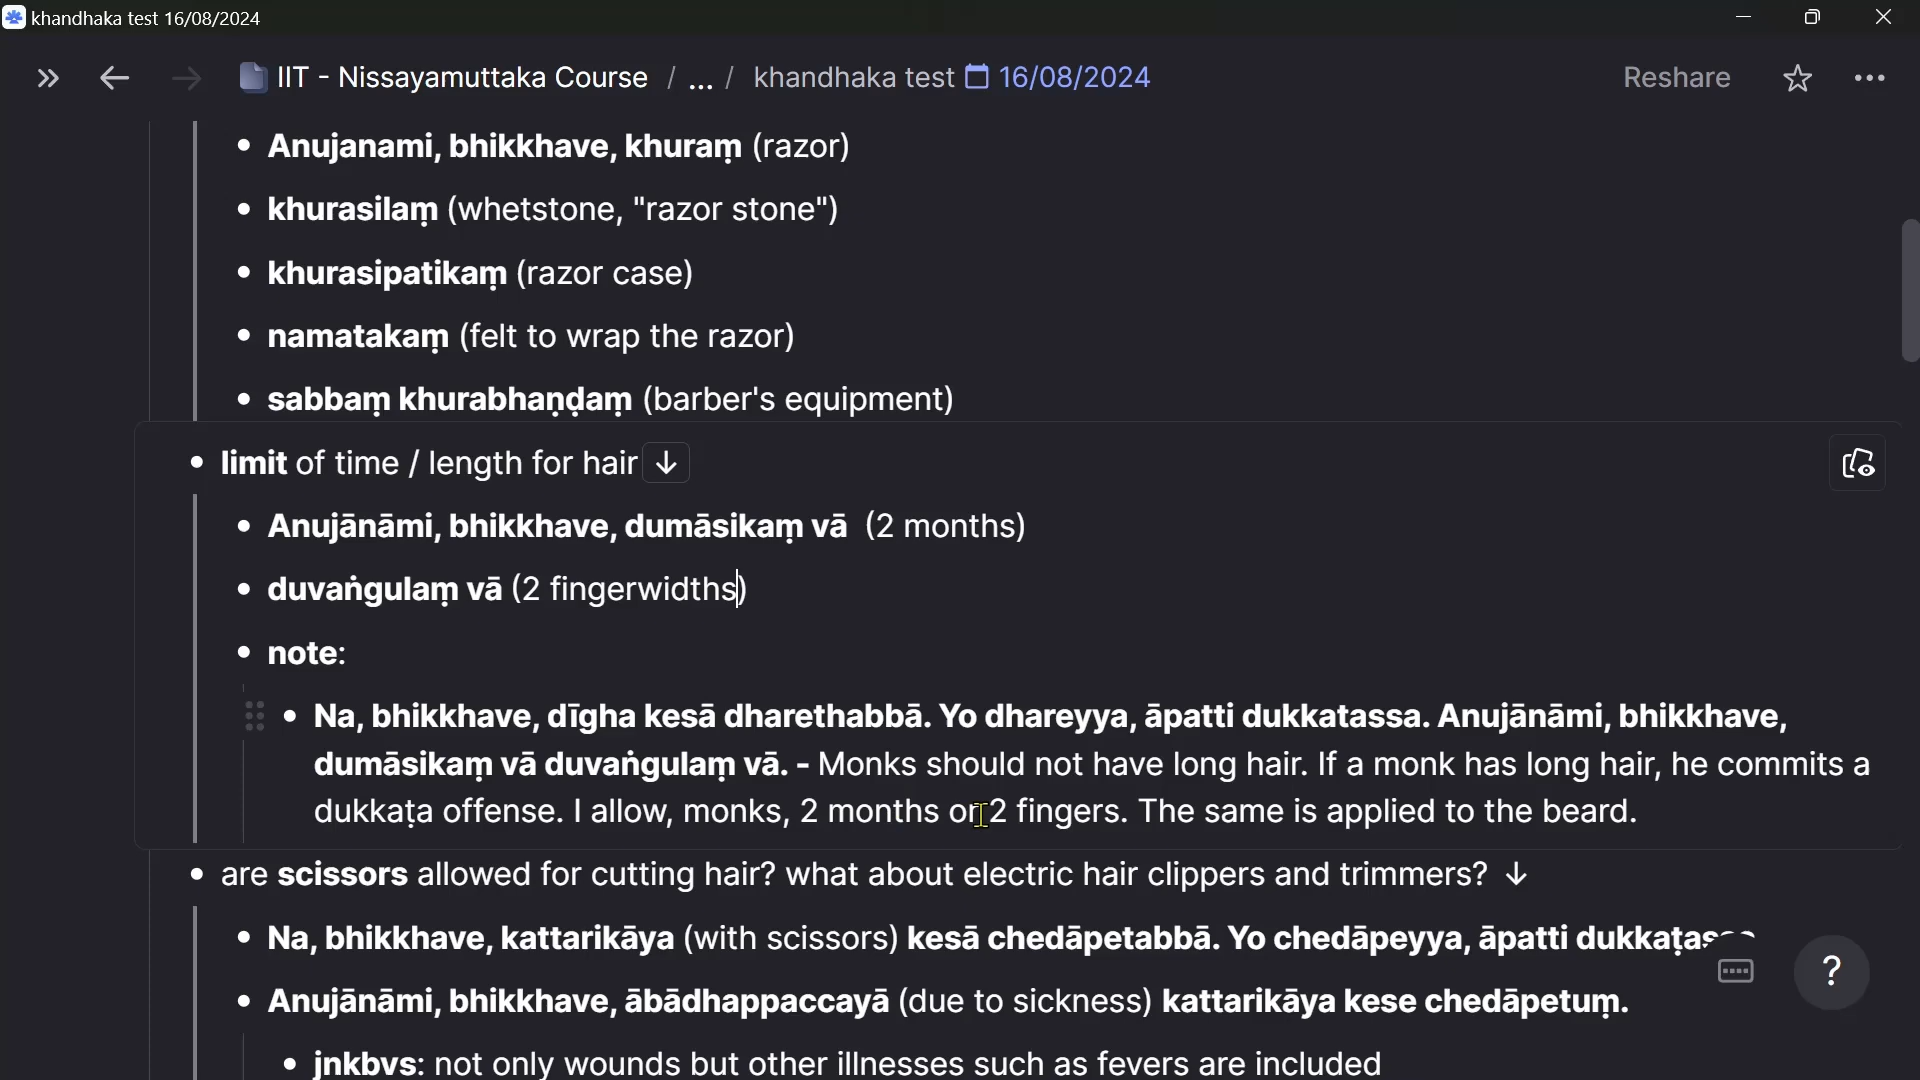 khandhaka test 16/08/2024
IIT - Nissayamuttaka Course / ... / khandhaka test 16/08/2024
Reshare
• Anujanami, bhikkhave, khuraṃ (razor)
• khurasilaṃ (whetstone, "razor stone")
• khurasipatikaṃ (razor case)
• namatakaṃ (felt to wrap the razor)
• sabbaṃ khurabhaṇḍaṃ (barber's equipment)
• limit of time / length for hair ↓
• Anujānāmi, bhikkhave, dumāsikaṃ vā (2 months)
• duvaṅgulaṃ vā (2 fingerwidths)
• note:
• Na, bhikkhave, dīgha kesā dharethabbā. Yo dhareyya, āpatti dukkatassa. Anujānāmi, bhikkhave,
dumāsikaṃ vā duvaṅgulaṃ vā. - Monks should not have long hair. If a monk has long hair, he commits a
dukkaṭa offense. I allow, monks, 2 months or 2 fingers. The same is applied to the beard.
• are scissors allowed for cutting hair? what about electric hair clippers and trimmers? ↓
• Na, bhikkhave, kattarikāya (with scissors) kesā chedāpetabbā. Yo chedāpeyya, āpatti
?
• Anujānāmi, bhikkhave, ābādhappaccayā (due to sickness) kattarikāya kese chedāpetuṃ.
• jnkbvs: not only wounds but other illnesses such as fevers are included